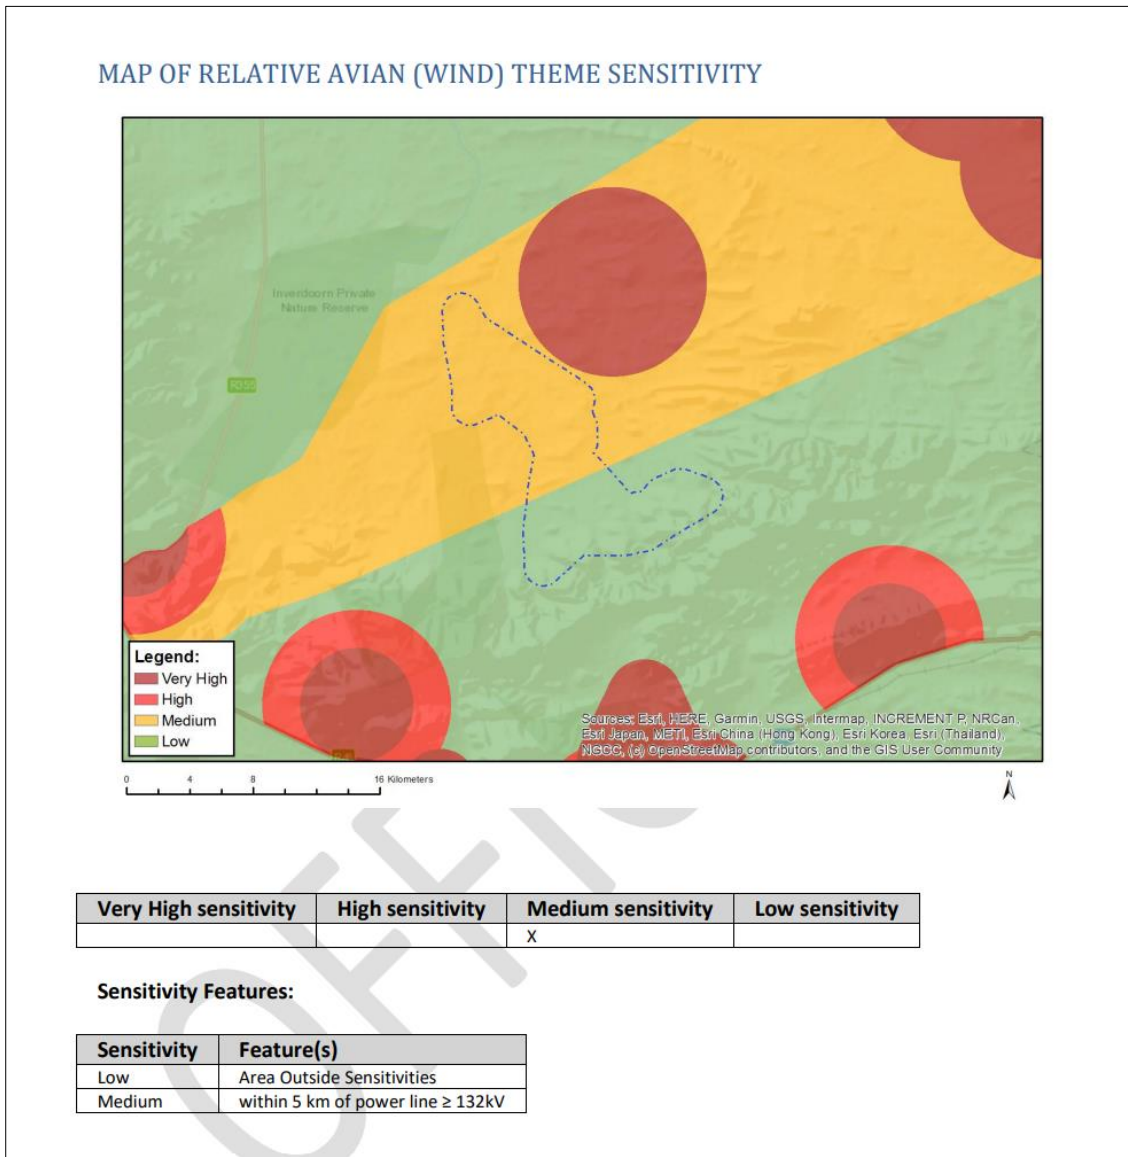 MAP OF RELATIVE AVIAN (WIND) THEME SENSITIVITY
Inverdoorn Private
Nature Reserve
R355
Legend:
Very High
High
Medium
Low
Sources: Esri, HERE, Garmin, USGS, Intermap, INCREMENT P, NRCan,
Esri Japan, METI, Esri China (Hong Kong), Esri Korea, Esri (Thailand),
NGCC, (c) OpenStreetMap contributors, and the GIS User Community
0 4 8 16 Kilometers
N
Very High sensitivity High sensitivity Medium sensitivity Low sensitivity
X
Sensitivity Features:
Sensitivity Feature(s)
Low Area Outside Sensitivities
Medium within 5 km of power line ≥ 132kV